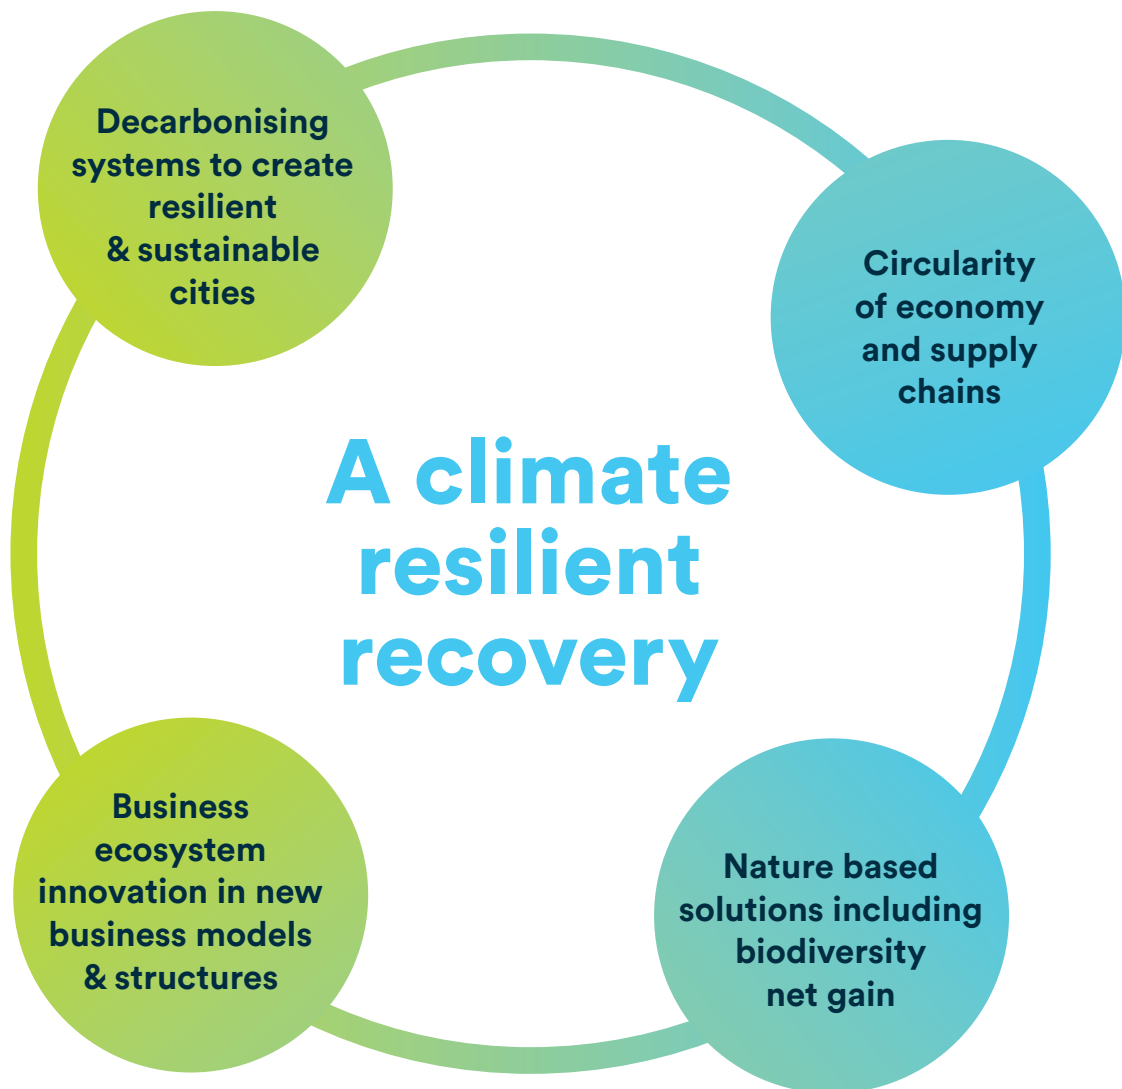 Decarbonising
systems to create
resilient
& sustainable
cities
Circularity
of economy
and supply
chains
A climate
resilient
recovery
Business
ecosystem
innovation in new
business models
& structures
Nature based
solutions including
biodiversity
net gain